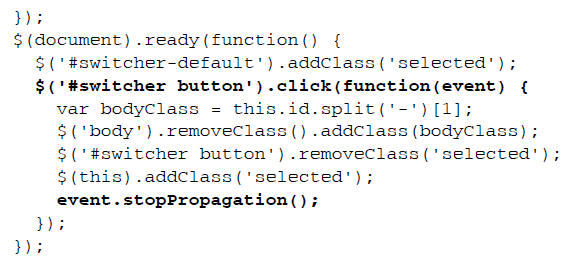 });
$(document).ready(function() {
  $('#switcher-default').addClass('selected');
  $('#switcher button').click(function(event) {
    var bodyClass = this.id.split('-')[1];
    $('body').removeClass().addClass(bodyClass);
    $('#switcher button').removeClass('selected');
    $(this).addClass('selected');
    event.stopPropagation();
  });
});